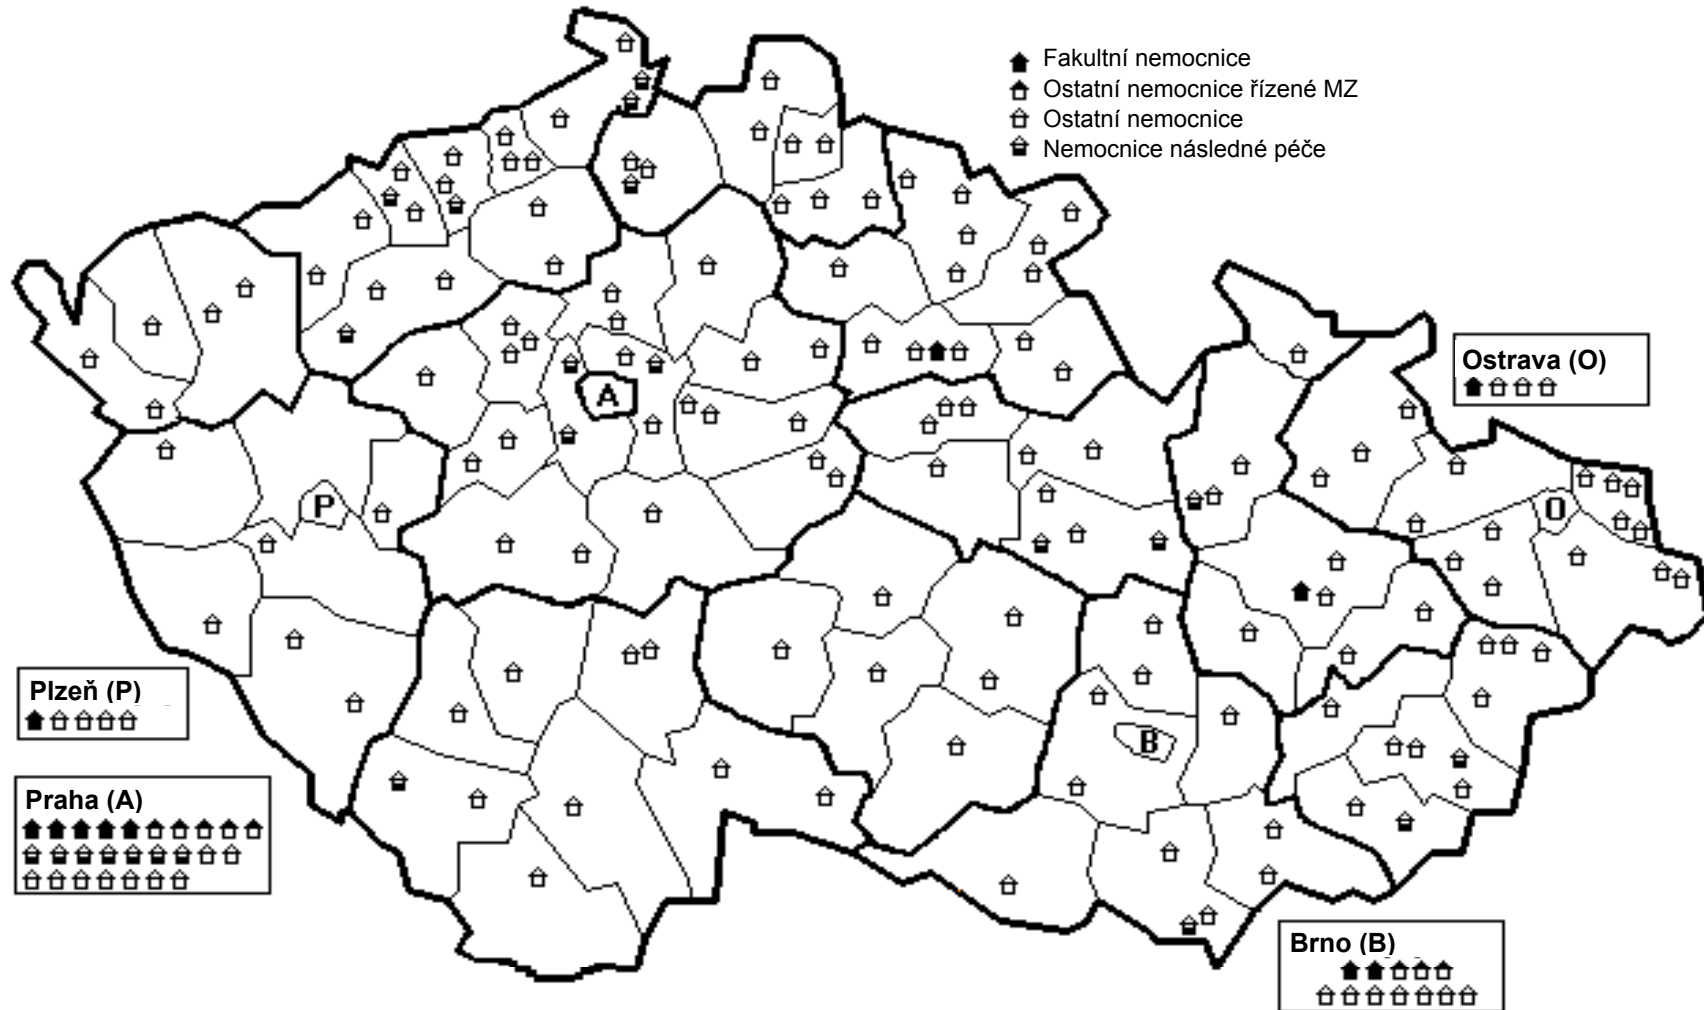 Fakultní nemocnice
Ostatní nemocnice řízené MZ
Ostatní nemocnice
Nemocnice následné péče
Ostrava (O)
A
P
O
Plzeň (P)
B
Praha (A)
Brno (B)